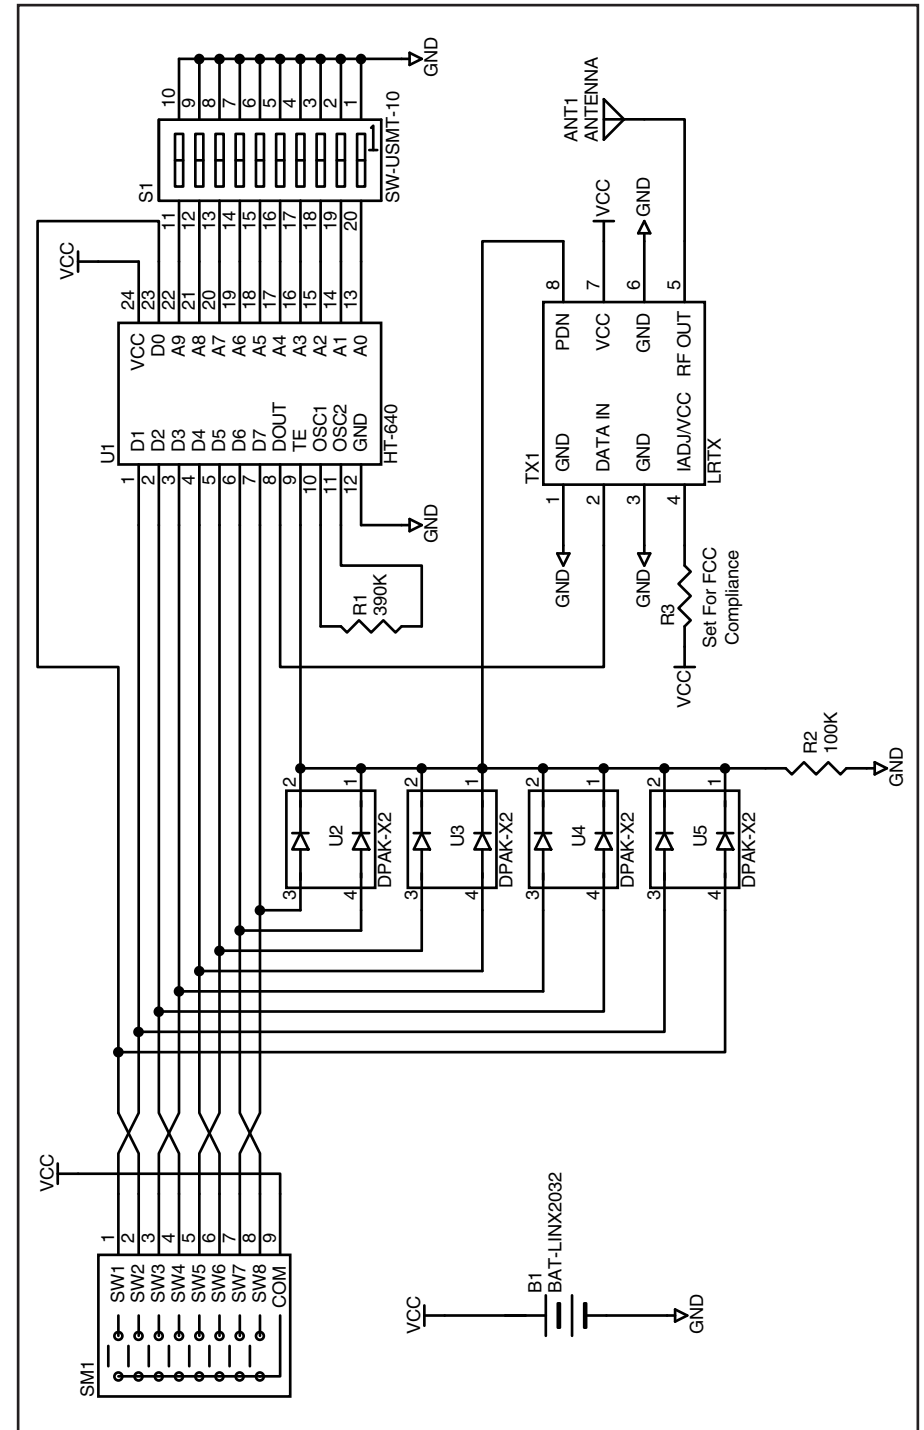 GND
10
9
8
7
6
5
4
3
2
1
S1
1
SW-USMT-10
11
12
13
14
15
16
17
18
19
20
VCC
24
23
22
21
20
19
18
17
16
15
14
13
VCC
D0
A9
A8
A7
A6
A5
A4
A3
A2
A1
A0
U1
D1
D2
D3
D4
D5
D6
D7
DOUT
TE
OSC1
OSC2
GND
HT-640
1
2
3
4
5
6
7
8
9
10
11
12
GND
R1
390K
ANT1
ANTENNA
VCC
GND
8
7
6
5
PDN
VCC
GND
RF OUT
TX1
GND
DATA IN
GND
IADJ/VCC
LRTX
1
2
3
4
GND
GND
R3
Set For FCC
Compliance
VCC
R2
100K
GND
2
1
U2
DPAK-X2
3
4
2
1
U3
DPAK-X2
3
4
2
1
U4
DPAK-X2
3
4
2
1
U5
DPAK-X2
3
4
VCC
1
2
3
4
5
6
7
8
9
SW1
SW2
SW3
SW4
SW5
SW6
SW7
SW8
COM
SM1
VCC
B1
BAT-LINX2032
GND